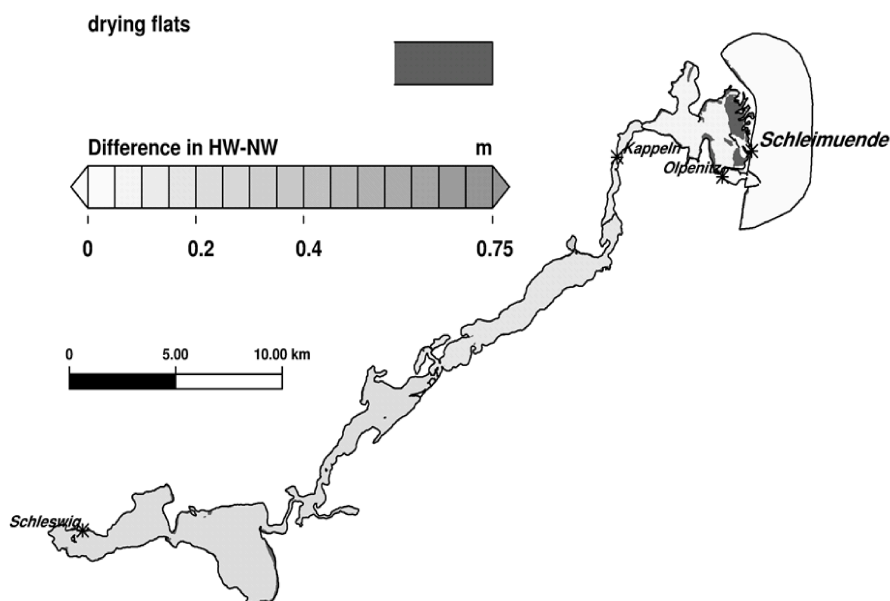 drying flats
Difference in HW-NW m
0 0.2 0.4 0.75
0 5.00 10.00 km
Schleimuende
Kappeln
Olpenitz
Schleswig